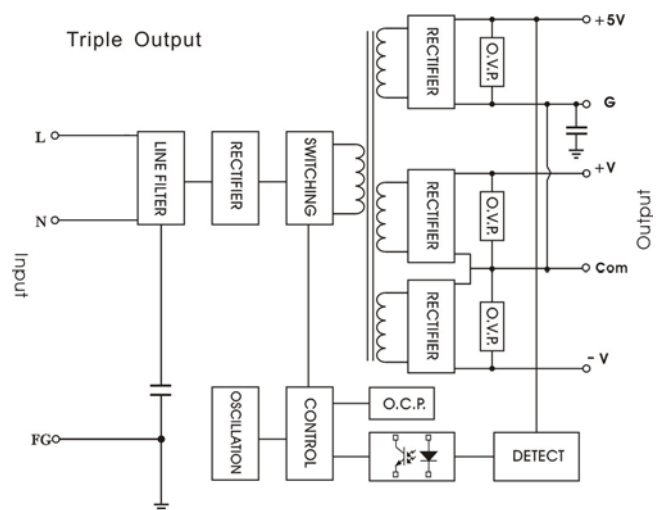 Triple Output
RECTIFIER
O.V.P.
+5V
G
L
N
LINE FILTER
RECTIFIER
SWITCHING
RECTIFIER
O.V.P.
+V
Com
Input
Output
RECTIFIER
O.V.P.
-V
FG
OSCILLATION
CONTROL
O.C.P.
DETECT